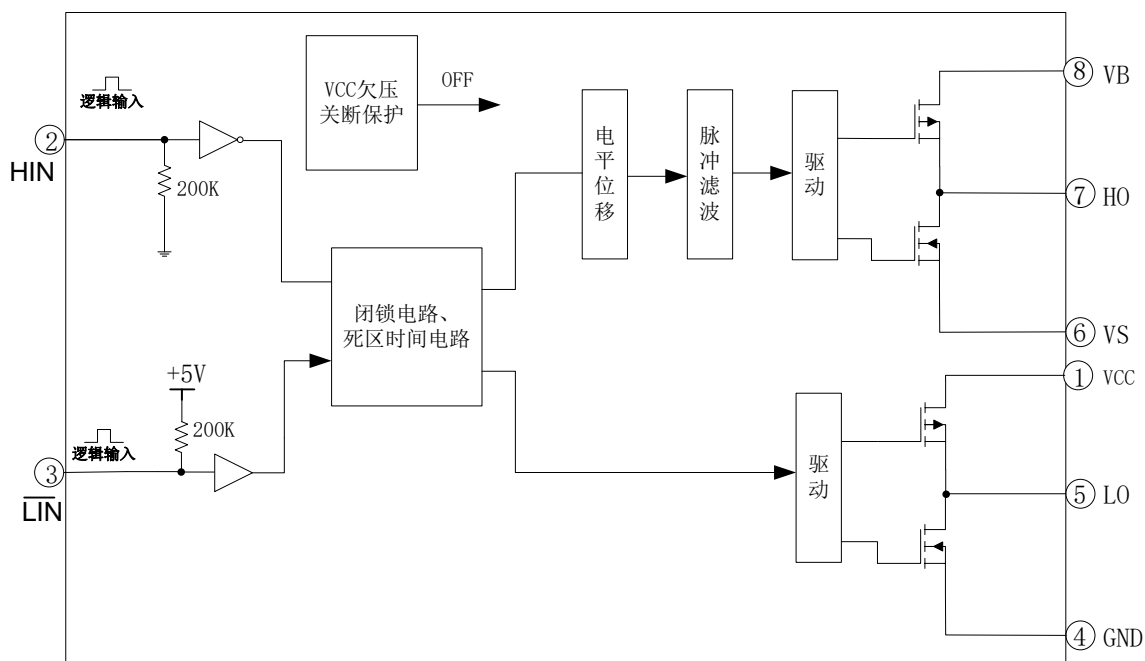 逻辑输入
②
HIN
200K
VCC欠压
关断保护
OFF
电平位移
脉冲滤波
驱动
⑧ VB
⑦ HO
⑥ VS
闭锁电路、
死区时间电路
+5V
200K
逻辑输入
③
LIN
驱动
① VCC
⑤ LO
④ GND